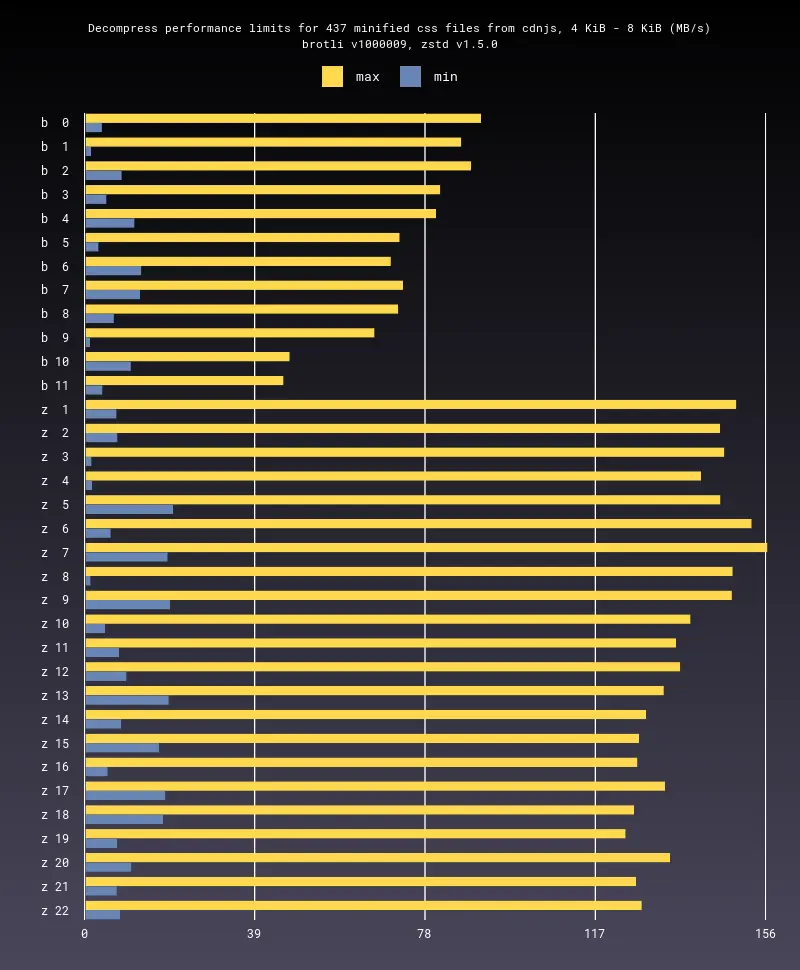 Decompress performance limits for 437 minified css files from cdnjs, 4 KiB - 8 KiB (MB/s)
brotli v1000009, zstd v1.5.0
max min
b 0
b 1
b 2
b 3
b 4
b 5
b 6
b 7
b 8
b 9
b 10
b 11
z 1
z 2
z 3
z 4
z 5
z 6
z 7
z 8
z 9
z 10
z 11
z 12
z 13
z 14
z 15
z 16
z 17
z 18
z 19
z 20
z 21
z 22
0 39 78 117 156